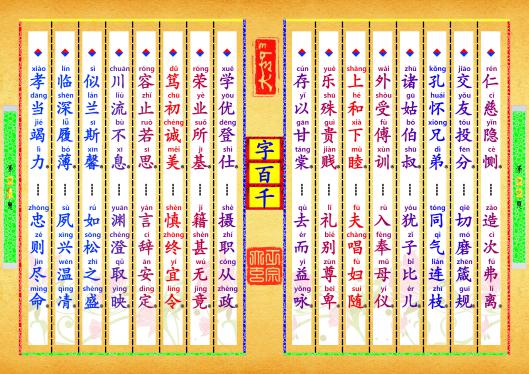 xiào dāng jié lì zhōng zé jìn mìng
孝当竭力……忠则尽命
lín shēn lǚ bó sù xīng wēn qìng
临深履薄……夙兴温凊
sì lán sī xīn rú sōng zhī shèng
似兰斯馨……如松之盛
chuān liú bù xī yuān chéng qǔ yìng
川流不息……渊澄取映
róng zhǐ ruò sī yán cí ān dìng
容止若思……言辞安定
dǔ chū chéng měi shèn zhōng yí lìng
笃初诚美……慎终宜令
róng yè suǒ jī jí shèn wú jìng
荣业所基……籍甚无竟
xué yōu dēng shì shè zhí cóng zhèng
学优登仕……摄职从政
字百千
cún yǐ gān táng qù ér yì yǒng
存以甘棠……去而益咏
yuè shū guì jiàn lǐ bié zūn bēi
乐殊贵贱……礼别尊卑
shàng hé xià mù fū chàng fù suí
上和下睦……夫唱妇随
wài shòu fù xùn rù fèng mǔ yí
外受傅训……入奉母仪
zhū gū bó shū yóu zǐ bǐ ér
诸姑伯叔……犹子比儿
kǒng huái xiōng dì tóng qì lián zhī
孔怀兄弟……同气连枝
jiāo yǒu tóu fèn qiè mó zhēn guī
交友投分……切磨箴规
rén cí yǐn cè zào cì fú lí
仁慈隐恻……造次弗离